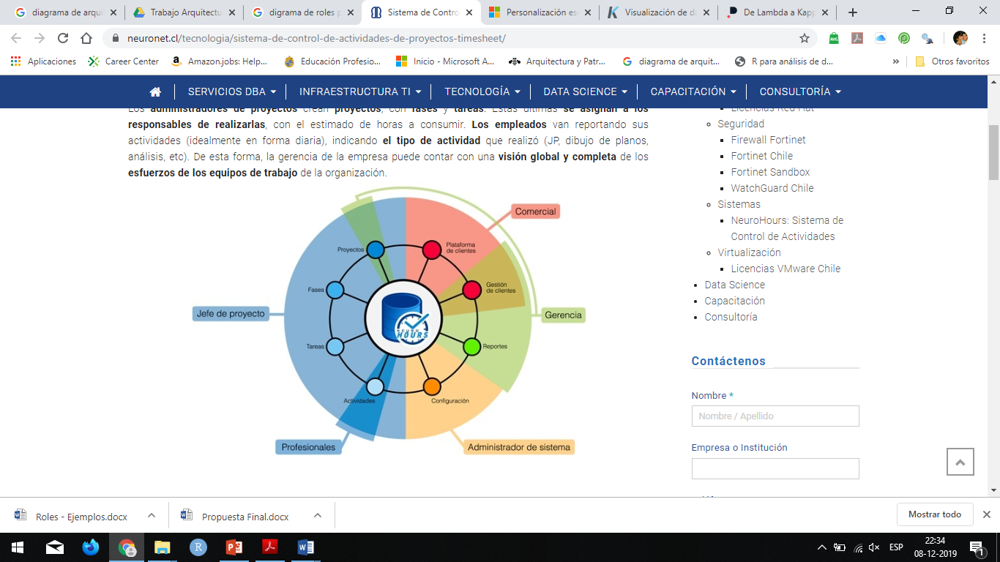 diagrama de arqui
Trabajo Arquitectu
digrama de roles p
Sistema de Contro
Personalización es
Visualización de d
De Lambda a Kapp
neuronet.cl/tecnologia/sistema-de-control-de-actividades-de-proyectos-timesheet/
Aplicaciones
Career Center
Amazon.jobs: Help...
Educación Profesio...
Inicio - Microsoft A...
Arquitectura y Patr...
diagrama de arquit...
R para análisis de d...
»
Otros favoritos
SERVICIOS DBA
INFRAESTRUCTURA TI
TECNOLOGÍA
DATA SCIENCE
CAPACITACIÓN
CONSULTORÍA
Los administradores de proyectos crean proyectos, con fases y tareas. Estas últimas se asignan a los
responsables de realizarlas, con el estimado de horas a consumir. Los empleados van reportando sus
actividades (idealmente en forma diaria), indicando el tipo de actividad que realizó (JP, dibujo de planos,
análisis, etc). De esta forma, la gerencia de la empresa puede contar con una visión global y completa de los
esfuerzos de los equipos de trabajo de la organización.
Comercial
Proyectos
Plataforma
de clientes
Fases
Gestión
de clientes
Jefe de proyecto
Gerencia
NEURO
HOURS
Tareas
Reportes
Actividades
Configuración
Profesionales
Administrador de sistema
Licencias Red Hat
Seguridad
Firewall Fortinet
Fortinet Chile
Fortinet Sandbox
WatchGuard Chile
Sistemas
NeuroHours: Sistema de
Control de Actividades
Virtualización
Licencias VMware Chile
Data Science
Capacitación
Consultoría
Contáctenos
Nombre *
Nombre / Apellido
Empresa o Institución
Roles - Ejemplos.docx
Propuesta Final.docx
Mostrar todo
ESP
22:34
08-12-2019
1